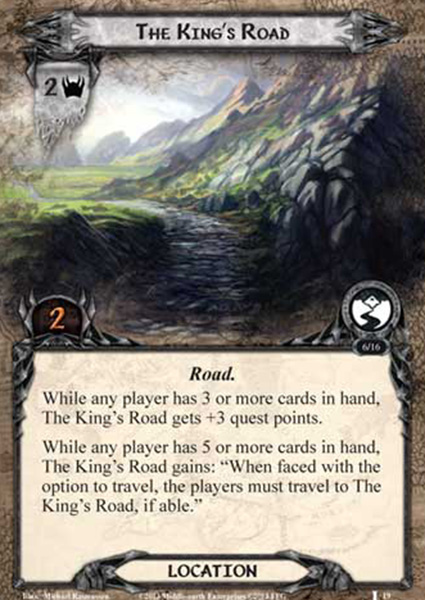 THE KING'S ROAD
2
2
6/16
Road.
While any player has 3 or more cards in hand,
The King's Road gets +3 quest points.
While any player has 5 or more cards in hand,
The King's Road gains: “When faced with the
option to travel, the players must travel to The
King's Road, if able.”
LOCATION
Middle-earth Enterprises